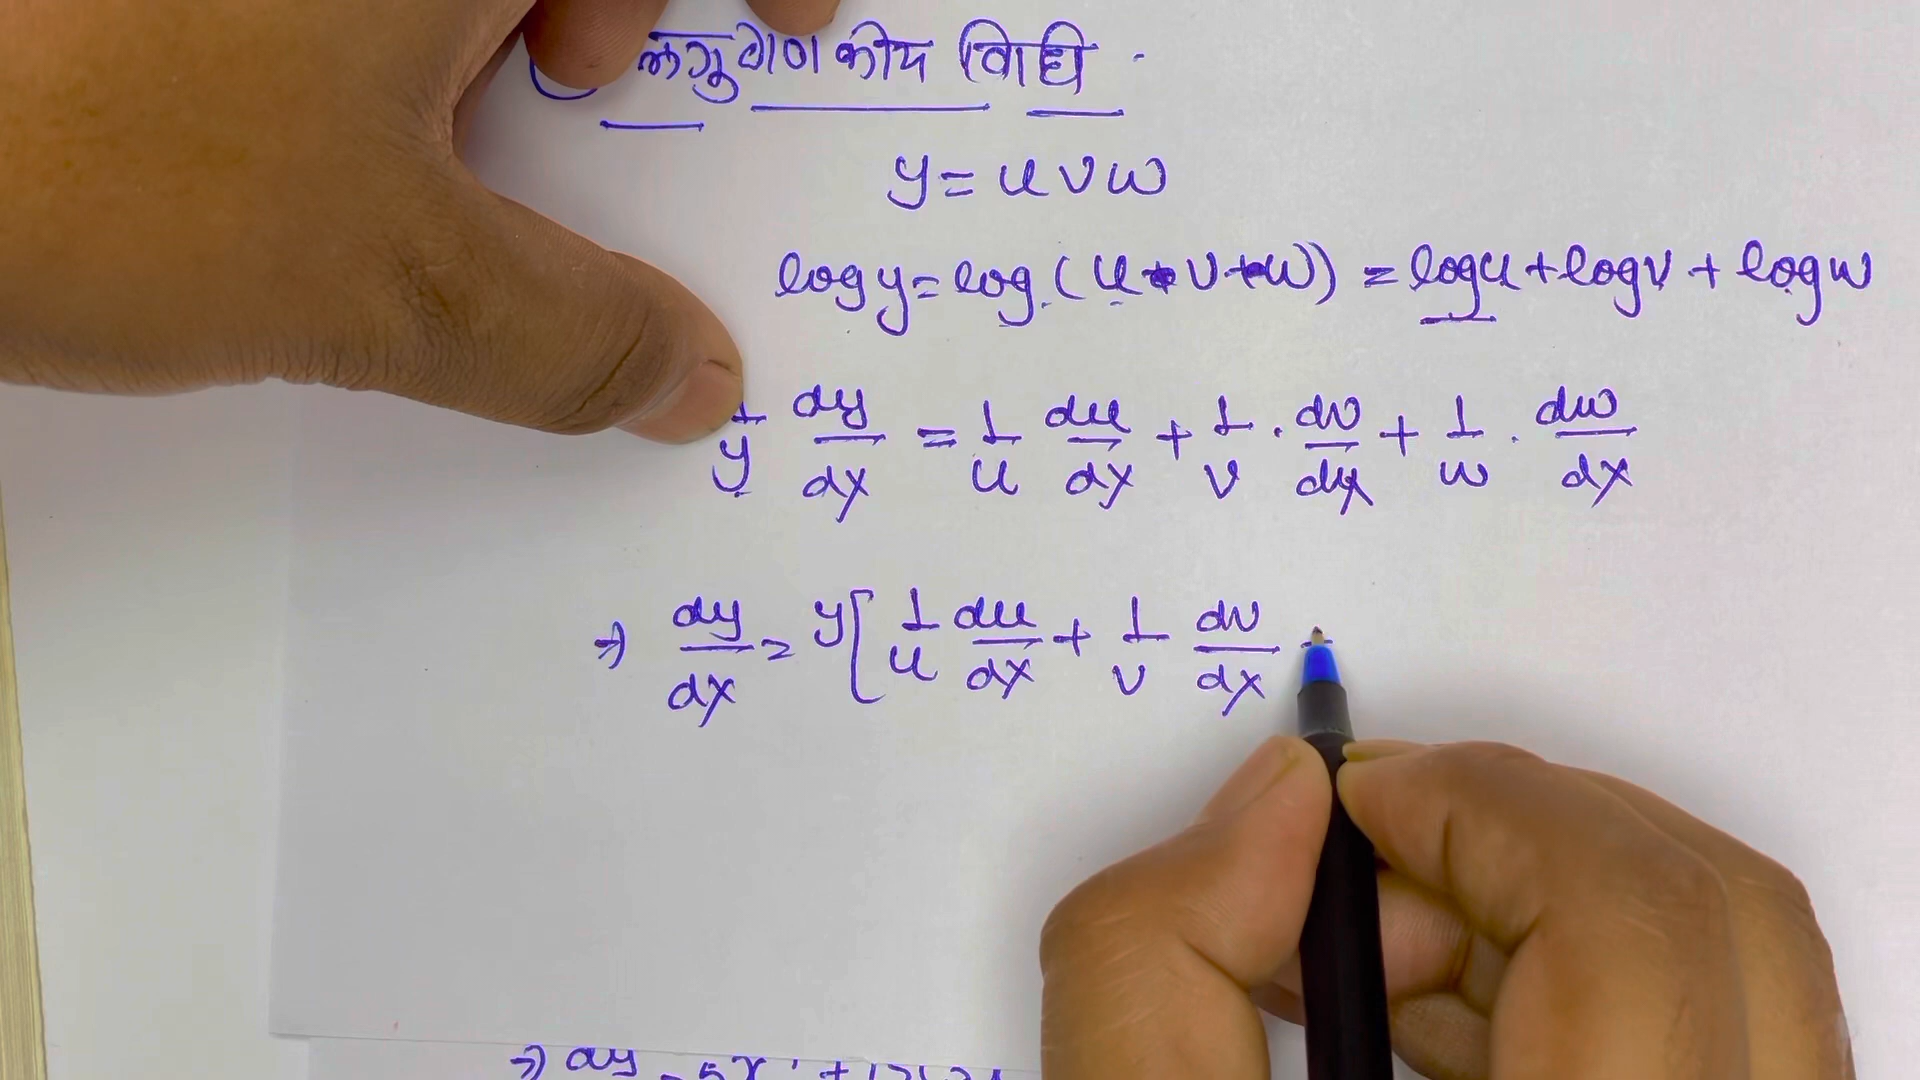 लघुगणकीय विधि
y = u v w
log y = log (u • v • w) = log u + log v + log w
1/y dy/dx = 1/u du/dx + 1/v . dv/dx + 1/w . dw/dx
⇒ dy/dx = y[ 1/u du/dx + 1/v dv/dx +
⇒ dy